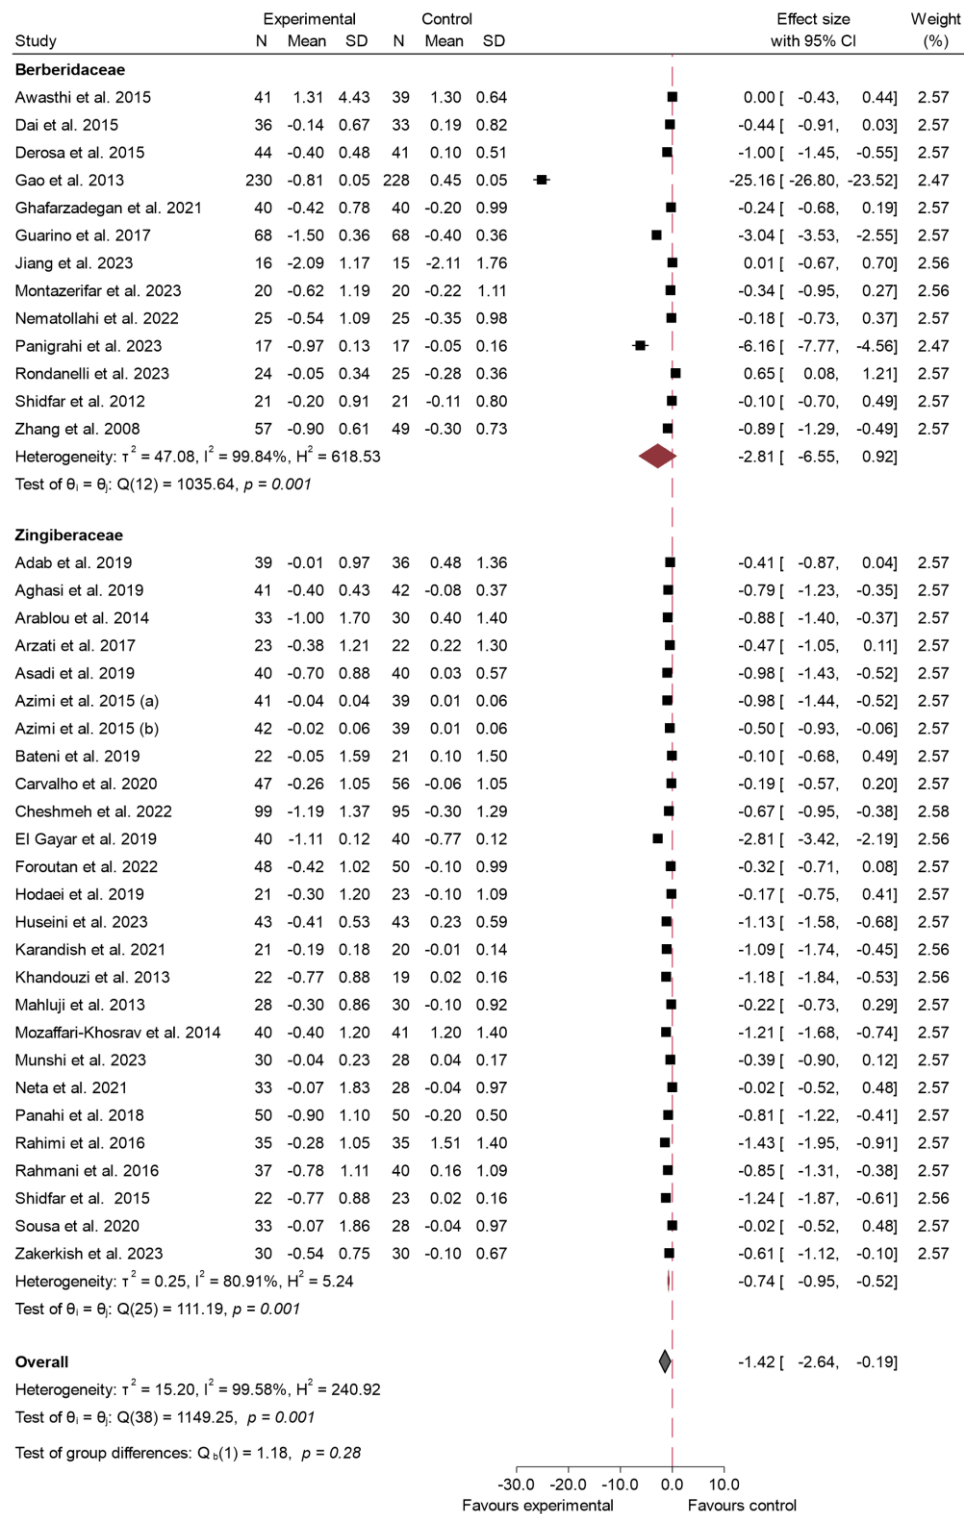 Experimental Control Effect size Weight
Study N Mean SD N Mean SD with 95% CI (%)
Berberidaceae
Awasthi et al. 2015 41 1.31 4.43 39 1.30 0.64 0.00 [ -0.43, 0.44] 2.57
Dai et al. 2015 36 -0.14 0.67 33 0.19 0.82 -0.44 [ -0.91, 0.03] 2.57
Derosa et al. 2015 44 -0.40 0.48 41 0.10 0.51 -1.00 [ -1.45, -0.55] 2.57
Gao et al. 2013 230 -0.81 0.05 228 0.45 0.05 -25.16 [ -26.80, -23.52] 2.47
Ghafarzadegan et al. 2021 40 -0.42 0.78 40 -0.20 0.99 -0.24 [ -0.68, 0.19] 2.57
Guarino et al. 2017 68 -1.50 0.36 68 -0.40 0.36 -3.04 [ -3.53, -2.55] 2.57
Jiang et al. 2023 16 -2.09 1.17 15 -2.11 1.76 0.01 [ -0.67, 0.70] 2.56
Montazerifar et al. 2023 20 -0.62 1.19 20 -0.22 1.11 -0.34 [ -0.95, 0.27] 2.56
Nematollahi et al. 2022 25 -0.54 1.09 25 -0.35 0.98 -0.18 [ -0.73, 0.37] 2.57
Panigrahi et al. 2023 17 -0.97 0.13 17 -0.05 0.16 -6.16 [ -7.77, -4.56] 2.47
Rondanelli et al. 2023 24 -0.05 0.34 25 -0.28 0.36 0.65 [ 0.08, 1.21] 2.57
Shidfar et al. 2012 21 -0.20 0.91 21 -0.11 0.80 -0.10 [ -0.70, 0.49] 2.57
Zhang et al. 2008 57 -0.90 0.61 49 -0.30 0.73 -0.89 [ -1.29, -0.49] 2.57
Heterogeneity: τ² = 47.08, I² = 99.84%, H² = 618.53 -2.81 [ -6.55, 0.92]
Test of θᵢ = θⱼ: Q(12) = 1035.64, p = 0.001
Zingiberaceae
Adab et al. 2019 39 -0.01 0.97 36 0.48 1.36 -0.41 [ -0.87, 0.04] 2.57
Aghasi et al. 2019 41 -0.40 0.43 42 -0.08 0.37 -0.79 [ -1.23, -0.35] 2.57
Arablou et al. 2014 33 -1.00 1.70 30 0.40 1.40 -0.88 [ -1.40, -0.37] 2.57
Arzati et al. 2017 23 -0.38 1.21 22 0.22 1.30 -0.47 [ -1.05, 0.11] 2.57
Asadi et al. 2019 40 -0.70 0.88 40 0.03 0.57 -0.98 [ -1.43, -0.52] 2.57
Azimi et al. 2015 (a) 41 -0.04 0.04 39 0.01 0.06 -0.98 [ -1.44, -0.52] 2.57
Azimi et al. 2015 (b) 42 -0.02 0.06 39 0.01 0.06 -0.50 [ -0.93, -0.06] 2.57
Bateni et al. 2019 22 -0.05 1.59 21 0.10 1.50 -0.10 [ -0.68, 0.49] 2.57
Carvalho et al. 2020 47 -0.26 1.05 56 -0.06 1.05 -0.19 [ -0.57, 0.20] 2.57
Cheshmeh et al. 2022 99 -1.19 1.37 95 -0.30 1.29 -0.67 [ -0.95, -0.38] 2.58
El Gayar et al. 2019 40 -1.11 0.12 40 -0.77 0.12 -2.81 [ -3.42, -2.19] 2.56
Foroutan et al. 2022 48 -0.42 1.02 50 -0.10 0.99 -0.32 [ -0.71, 0.08] 2.57
Hodaei et al. 2019 21 -0.30 1.20 23 -0.10 1.09 -0.17 [ -0.75, 0.41] 2.57
Huseini et al. 2023 43 -0.41 0.53 43 0.23 0.59 -1.13 [ -1.58, -0.68] 2.57
Karandish et al. 2021 21 -0.19 0.18 20 -0.01 0.14 -1.09 [ -1.74, -0.45] 2.56
Khandouzi et al. 2013 22 -0.77 0.88 19 0.02 0.16 -1.18 [ -1.84, -0.53] 2.56
Mahluji et al. 2013 28 -0.30 0.86 30 -0.10 0.92 -0.22 [ -0.73, 0.29] 2.57
Mozaffari-Khosrav et al. 2014 40 -0.40 1.20 41 1.20 1.40 -1.21 [ -1.68, -0.74] 2.57
Munshi et al. 2023 30 -0.04 0.23 28 0.04 0.17 -0.39 [ -0.90, 0.12] 2.57
Neta et al. 2021 33 -0.07 1.83 28 -0.04 0.97 -0.02 [ -0.52, 0.48] 2.57
Panahi et al. 2018 50 -0.90 1.10 50 -0.20 0.50 -0.81 [ -1.22, -0.41] 2.57
Rahimi et al. 2016 35 -0.28 1.05 35 1.51 1.40 -1.43 [ -1.95, -0.91] 2.57
Rahmani et al. 2016 37 -0.78 1.11 40 0.16 1.09 -0.85 [ -1.31, -0.38] 2.57
Shidfar et al. 2015 22 -0.77 0.88 23 0.02 0.16 -1.24 [ -1.87, -0.61] 2.56
Sousa et al. 2020 33 -0.07 1.86 28 -0.04 0.97 -0.02 [ -0.52, 0.48] 2.57
Zakerkish et al. 2023 30 -0.54 0.75 30 -0.10 0.67 -0.61 [ -1.12, -0.10] 2.57
Heterogeneity: τ² = 0.25, I² = 80.91%, H² = 5.24 -0.74 [ -0.95, -0.52]
Test of θᵢ = θⱼ: Q(25) = 111.19, p = 0.001
Overall -1.42 [ -2.64, -0.19]
Heterogeneity: τ² = 15.20, I² = 99.58%, H² = 240.92
Test of θᵢ = θⱼ: Q(38) = 1149.25, p = 0.001
Test of group differences: Q b(1) = 1.18, p = 0.28
-30.0 -20.0 -10.0 0.0 10.0
Favours experimental Favours control